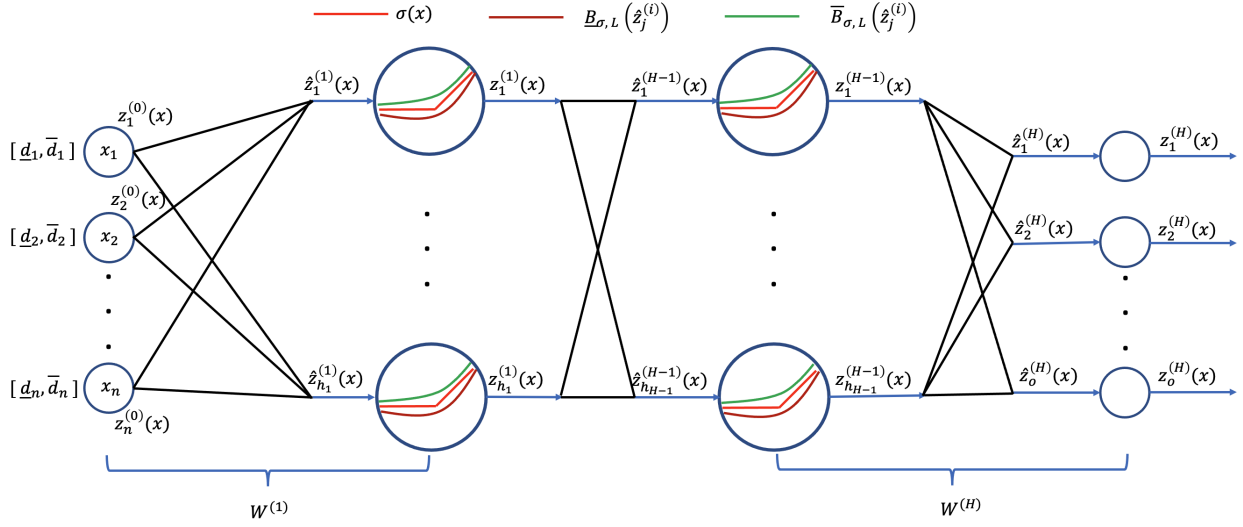 σ(x) B̲_{σ, L} (ẑ_j^{(i)}) B̅_{σ, L} (ẑ_j^{(i)})
ẑ_1^{(1)}(x) z_1^{(1)}(x) ẑ_1^{(H−1)}(x) z_1^{(H−1)}(x)
z_1^{(0)}(x)
[ d̲_1, d̅_1 ] x_1 ẑ_1^{(H)}(x) z_1^{(H)}(x)
z_2^{(0)}(x)
[ d̲_2, d̅_2 ] x_2 ẑ_2^{(H)}(x) z_2^{(H)}(x)
[ d̲_n, d̅_n ] x_n ẑ_{h_1}^{(1)}(x) z_{h_1}^{(1)}(x) ẑ_{h_{H−1}}^{(H−1)}(x) z_{h_{H−1}}^{(H−1)}(x) ẑ_o^{(H)}(x) z_o^{(H)}(x)
z_n^{(0)}(x)
W^{(1)} W^{(H)}